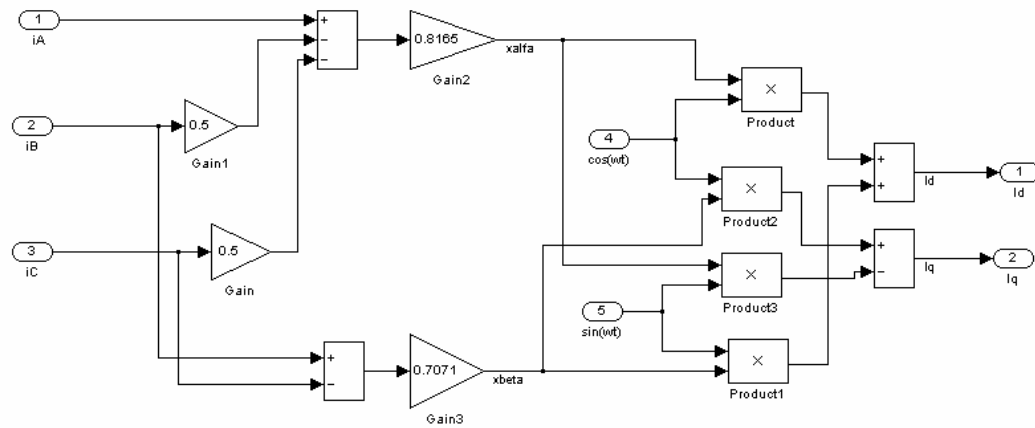 1
iA
+
−
−
0.8165
Gain2
xalfa
×
Product
2
iB
0.5
Gain1
4
cos(wt)
×
Product2
+
+
Id
1
Id
3
iC
0.5
Gain
×
Product3
+
−
Iq
2
Iq
5
sin(wt)
+
−
0.7071
Gain3
xbeta
×
Product1